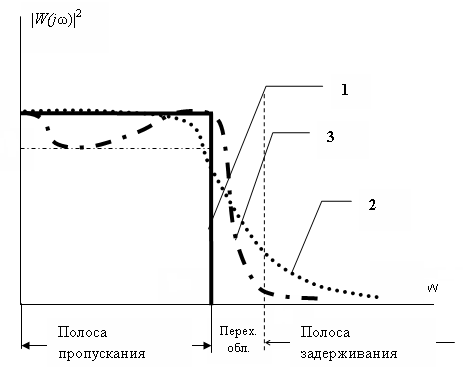 |W(jω)|²
1
3
2
w
Полоса пропускания
Перех. обл.
Полоса задерживания